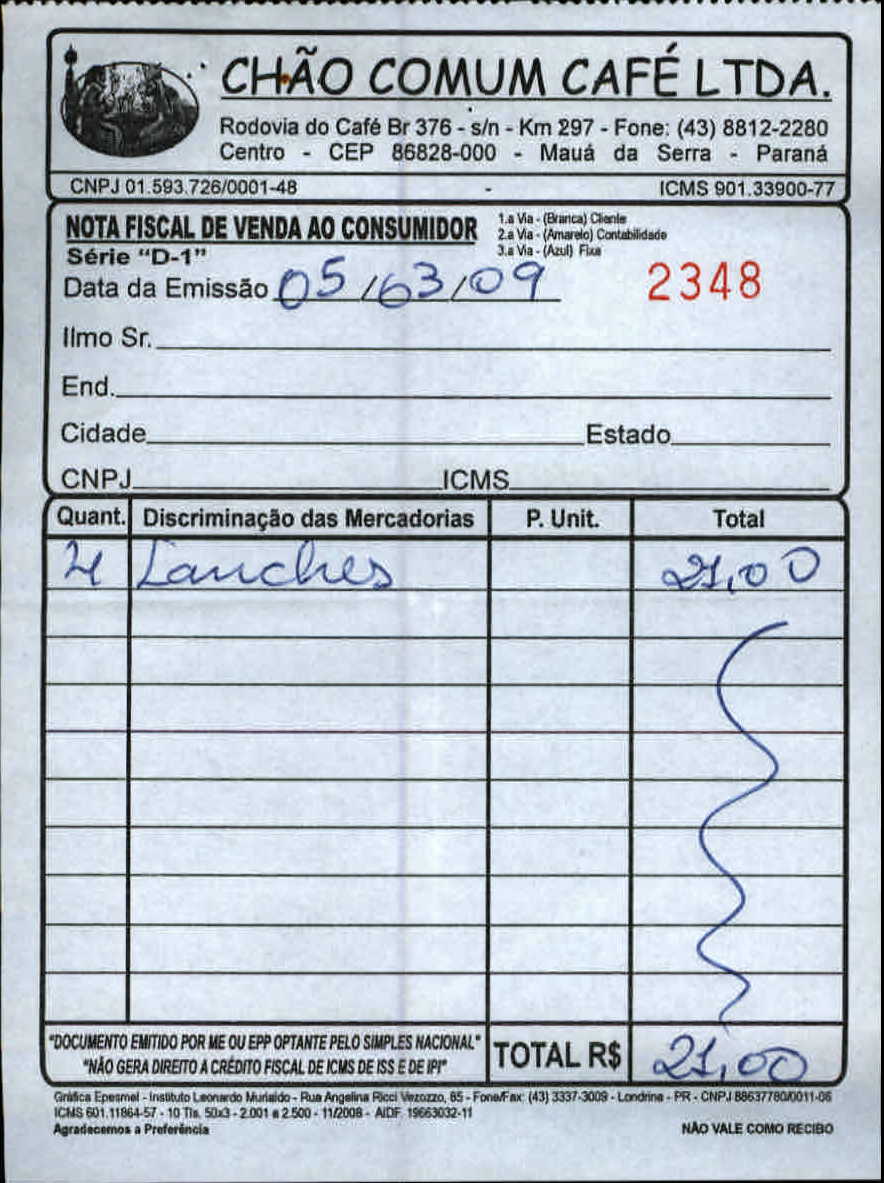 CHÃO COMUM CAFÉ LTDA.
Rodovia do Café Br 376 - s/n - Km 297 - Fone: (43) 8812-2280
Centro - CEP 86828-000 - Mauá da Serra - Paraná
CNPJ 01.593.726/0001-48 - ICMS 901.33900-77
NOTA FISCAL DE VENDA AO CONSUMIDOR
1.a Via - (Branca) Cliente
2.a Via - (Amarelo) Contabilidade
3.a Via - (Azul) Fixa
Série "D-1"
Data da Emissão 05/03/09 2348
Ilmo Sr.
End.
Cidade Estado
CNPJ ICMS
Quant. Discriminação das Mercadorias P. Unit. Total
4 Lanches 21,00
"DOCUMENTO EMITIDO POR ME OU EPP OPTANTE PELO SIMPLES NACIONAL"
"NÃO GERA DIREITO A CRÉDITO FISCAL DE ICMS DE ISS E DE IPI"
TOTAL R$ 21,00
Gráfica Epesmel - Instituto Leonardo Murialdo - Rua Angelina Ricci Vezozzo, 85 - Fone/Fax: (43) 3337-3009 - Londrina - PR - CNPJ 88637780/0011-06
ICMS 601.11864-57 - 10 Tls. 50x3 - 2.001 a 2.500 - 11/2008 - AIDF. 19663032-11
Agradecemos a Preferência NÃO VALE COMO RECIBO